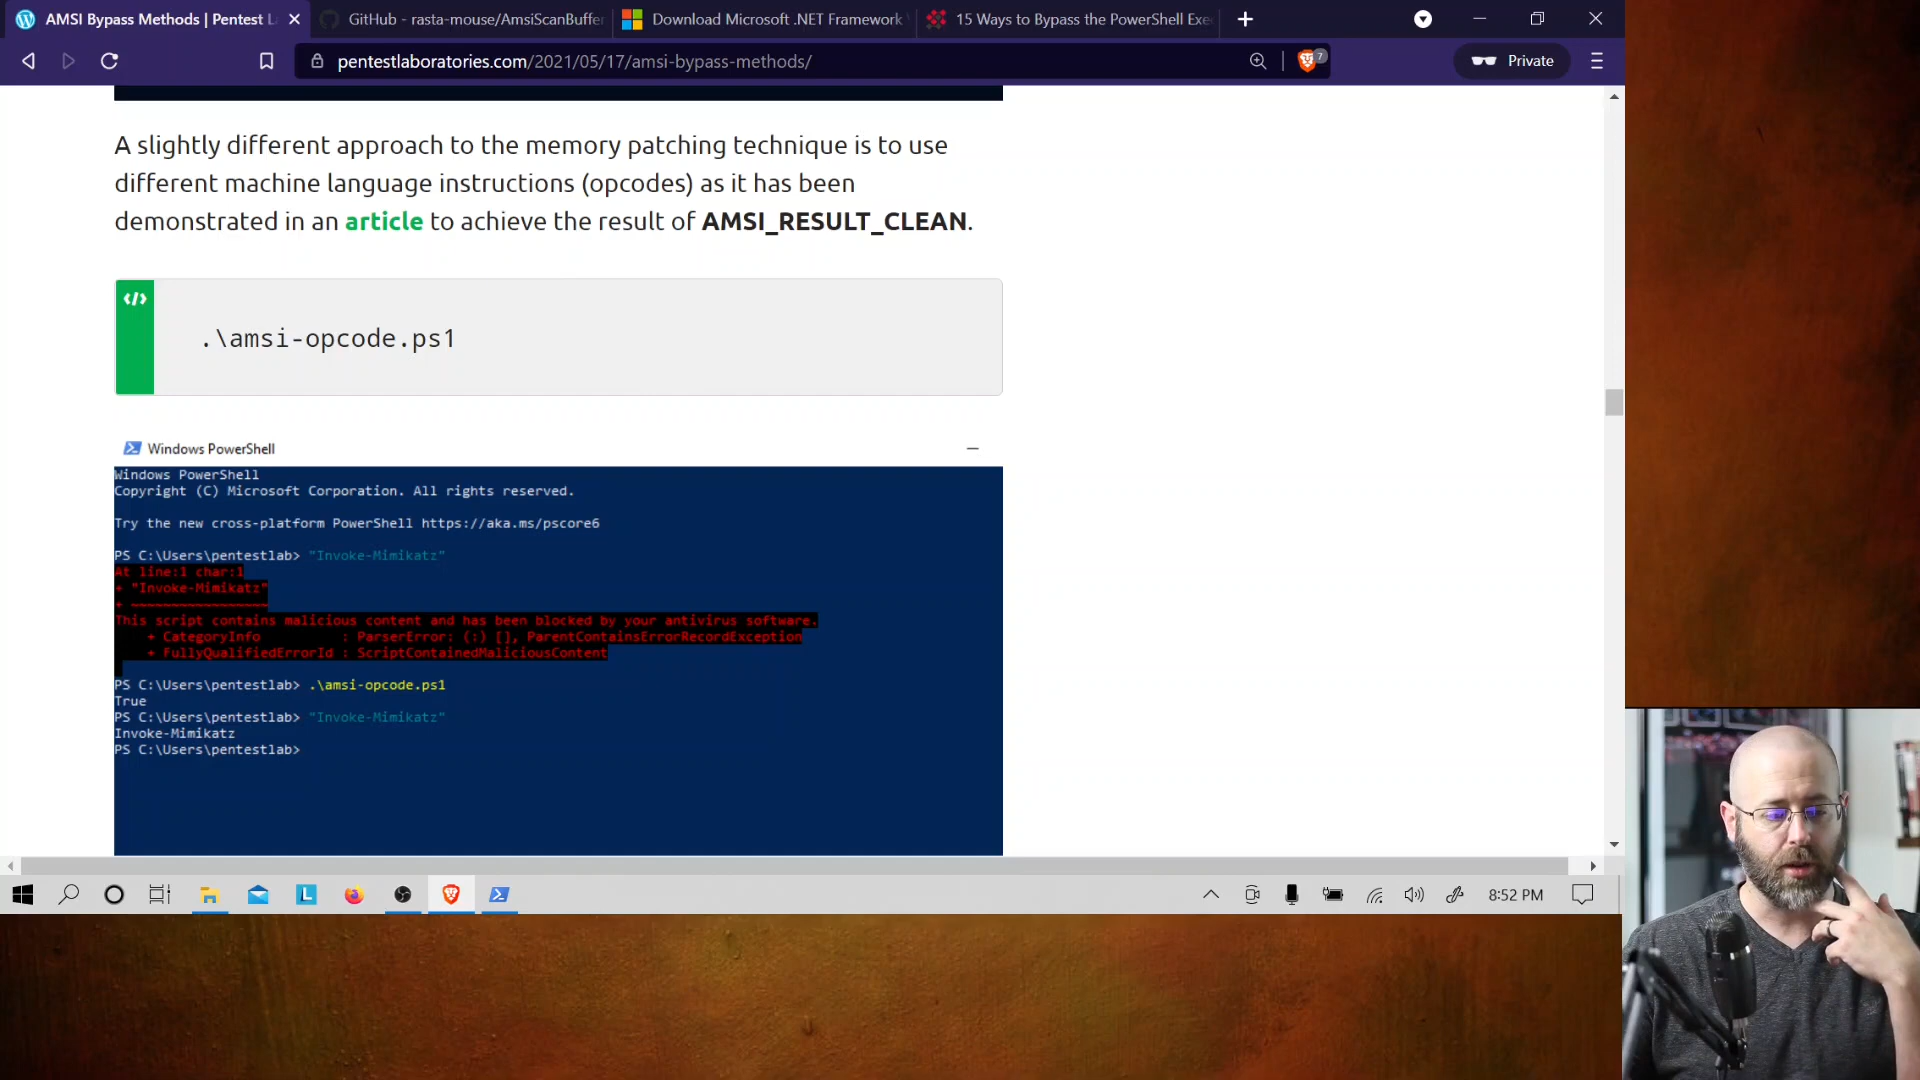 AMSI Bypass Methods | Pentest L
GitHub - rasta-mouse/AmsiScanBuffer
Download Microsoft .NET Framework
15 Ways to Bypass the PowerShell Exe
pentestlaboratories.com/2021/05/17/amsi-bypass-methods/
7
Private
A slightly different approach to the memory patching technique is to use
different machine language instructions (opcodes) as it has been
demonstrated in an article to achieve the result of AMSI_RESULT_CLEAN.
</>
.\amsi-opcode.ps1
Windows PowerShell
Windows PowerShell
Copyright (C) Microsoft Corporation. All rights reserved.
Try the new cross-platform PowerShell https://aka.ms/pscore6
PS C:\Users\pentestlab> "Invoke-Mimikatz"
At line:1 char:1
+ "Invoke-Mimikatz"
+ ~~~~~~~~~~~~~~~~~
This script contains malicious content and has been blocked by your antivirus software.
+ CategoryInfo : ParserError: (:) [], ParentContainsErrorRecordException
+ FullyQualifiedErrorId : ScriptContainedMaliciousContent
PS C:\Users\pentestlab> .\amsi-opcode.ps1
True
PS C:\Users\pentestlab> "Invoke-Mimikatz"
Invoke-Mimikatz
PS C:\Users\pentestlab>
L
8:52 PM